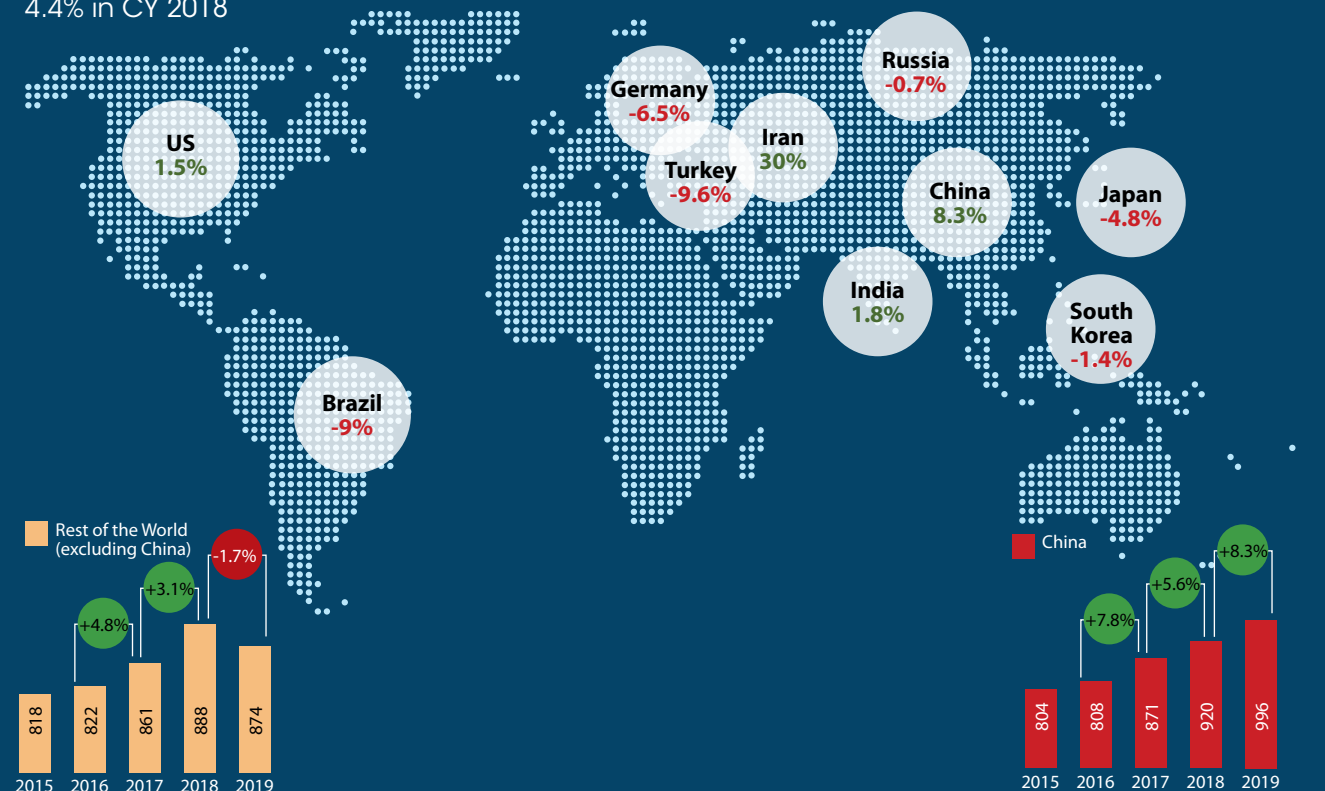 4.4% in CY 2018
Russia
-0.7%
Germany
-6.5%
Iran
30%
US
1.5%
Turkey
-9.6%
China
8.3%
Japan
-4.8%
India
1.8%
South
Korea
-1.4%
Brazil
-9%
Rest of the World
(excluding China)
-1.7%
+3.1%
+4.8%
818
822
861
888
874
2015
2016
2017
2018
2019
China
+8.3%
+5.6%
+7.8%
804
808
871
920
996
2015
2016
2017
2018
2019